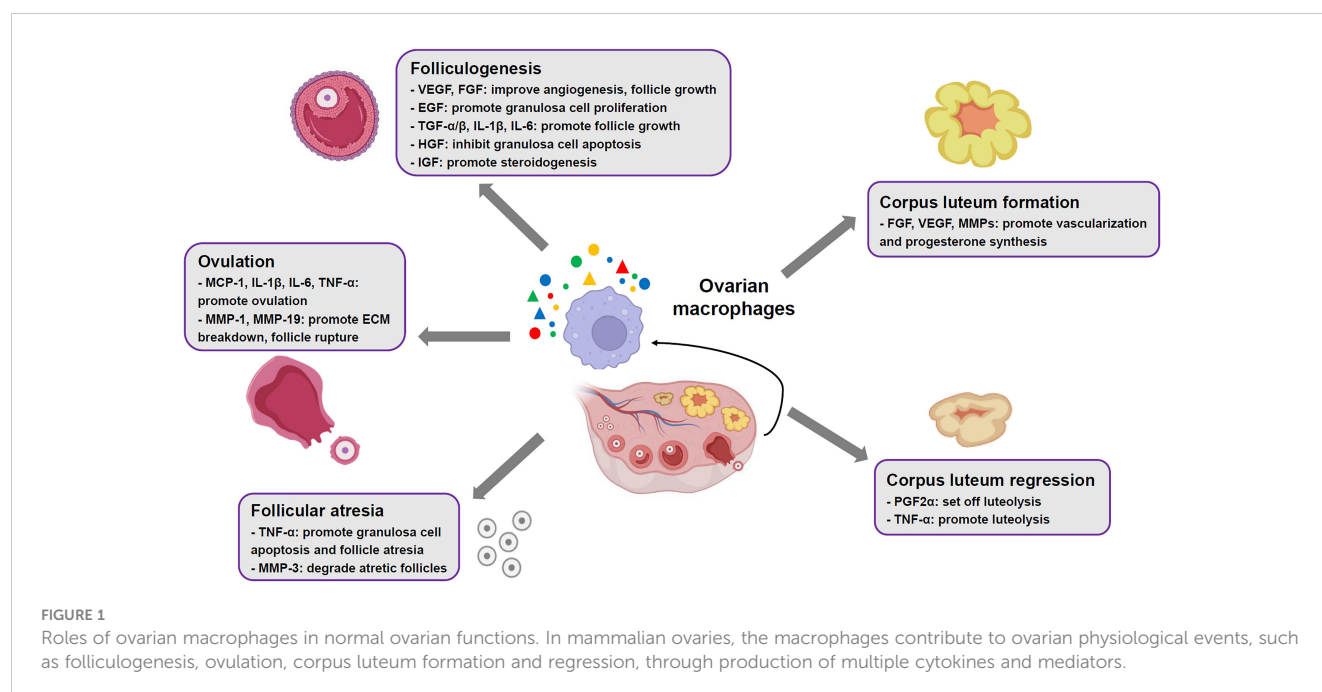 Folliculogenesis
- VEGF, FGF: improve angiogenesis, follicle growth
- EGF: promote granulosa cell proliferation
- TGF-α/β, IL-1β, IL-6: promote follicle growth
- HGF: inhibit granulosa cell apoptosis
- IGF: promote steroidogenesis
Corpus luteum formation
- FGF, VEGF, MMPs: promote vascularization
and progesterone synthesis
Ovulation
- MCP-1, IL-1β, IL-6, TNF-α:
promote ovulation
- MMP-1, MMP-19: promote ECM
breakdown, follicle rupture
Ovarian
macrophages
Follicular atresia
- TNF-α: promote granulosa cell
apoptosis and follicle atresia
- MMP-3: degrade atretic follicles
Corpus luteum regression
- PGF2α: set off luteolysis
- TNF-α: promote luteolysis
FIGURE 1
Roles of ovarian macrophages in normal ovarian functions. In mammalian ovaries, the macrophages contribute to ovarian physiological events, such
as folliculogenesis, ovulation, corpus luteum formation and regression, through production of multiple cytokines and mediators.